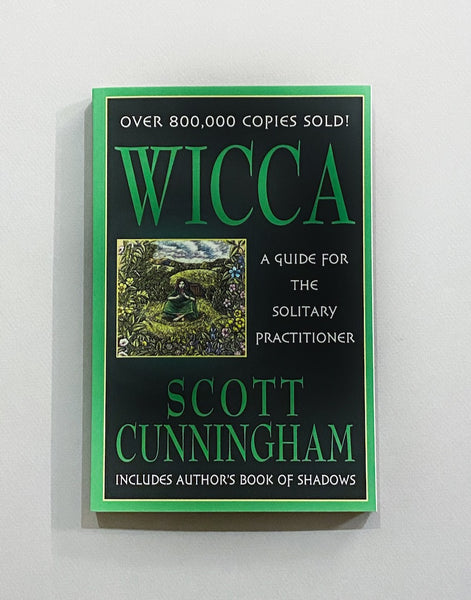 OVER 800,000 COPIES SOLD!
WICCA
A GUIDE FOR
THE
SOLITARY
PRACTITIONER
SCOTT
CUNNINGHAM
INCLUDES AUTHOR'S BOOK OF SHADOWS